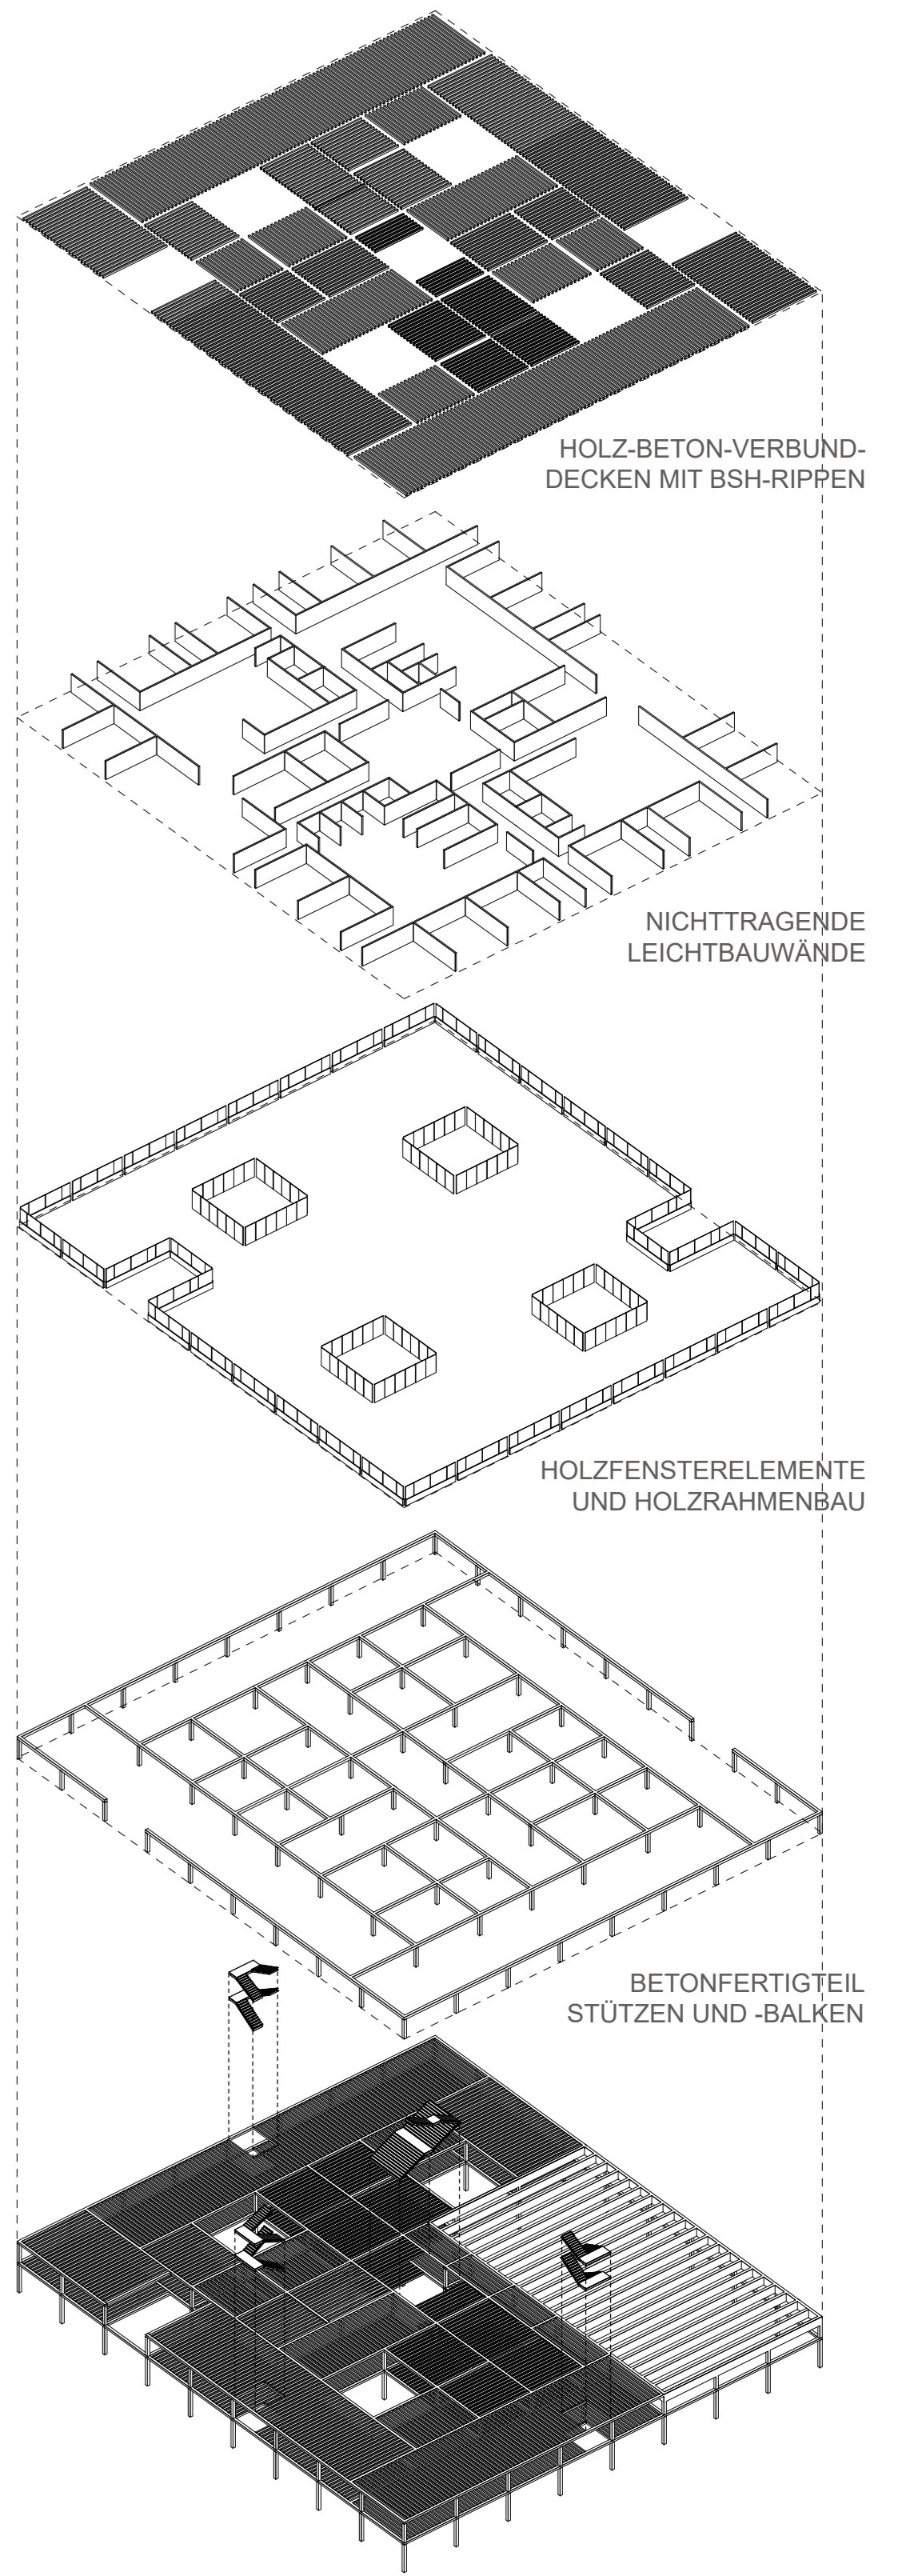 HOLZ-BETON-VERBUND-
DECKEN MIT BSH-RIPPEN
NICHTTRAGENDE
LEICHTBAUWÄNDE
HOLZFENSTERELEMENTE
UND HOLZRAHMENBAU
BETONFERTIGTEIL
STÜTZEN UND -BALKEN